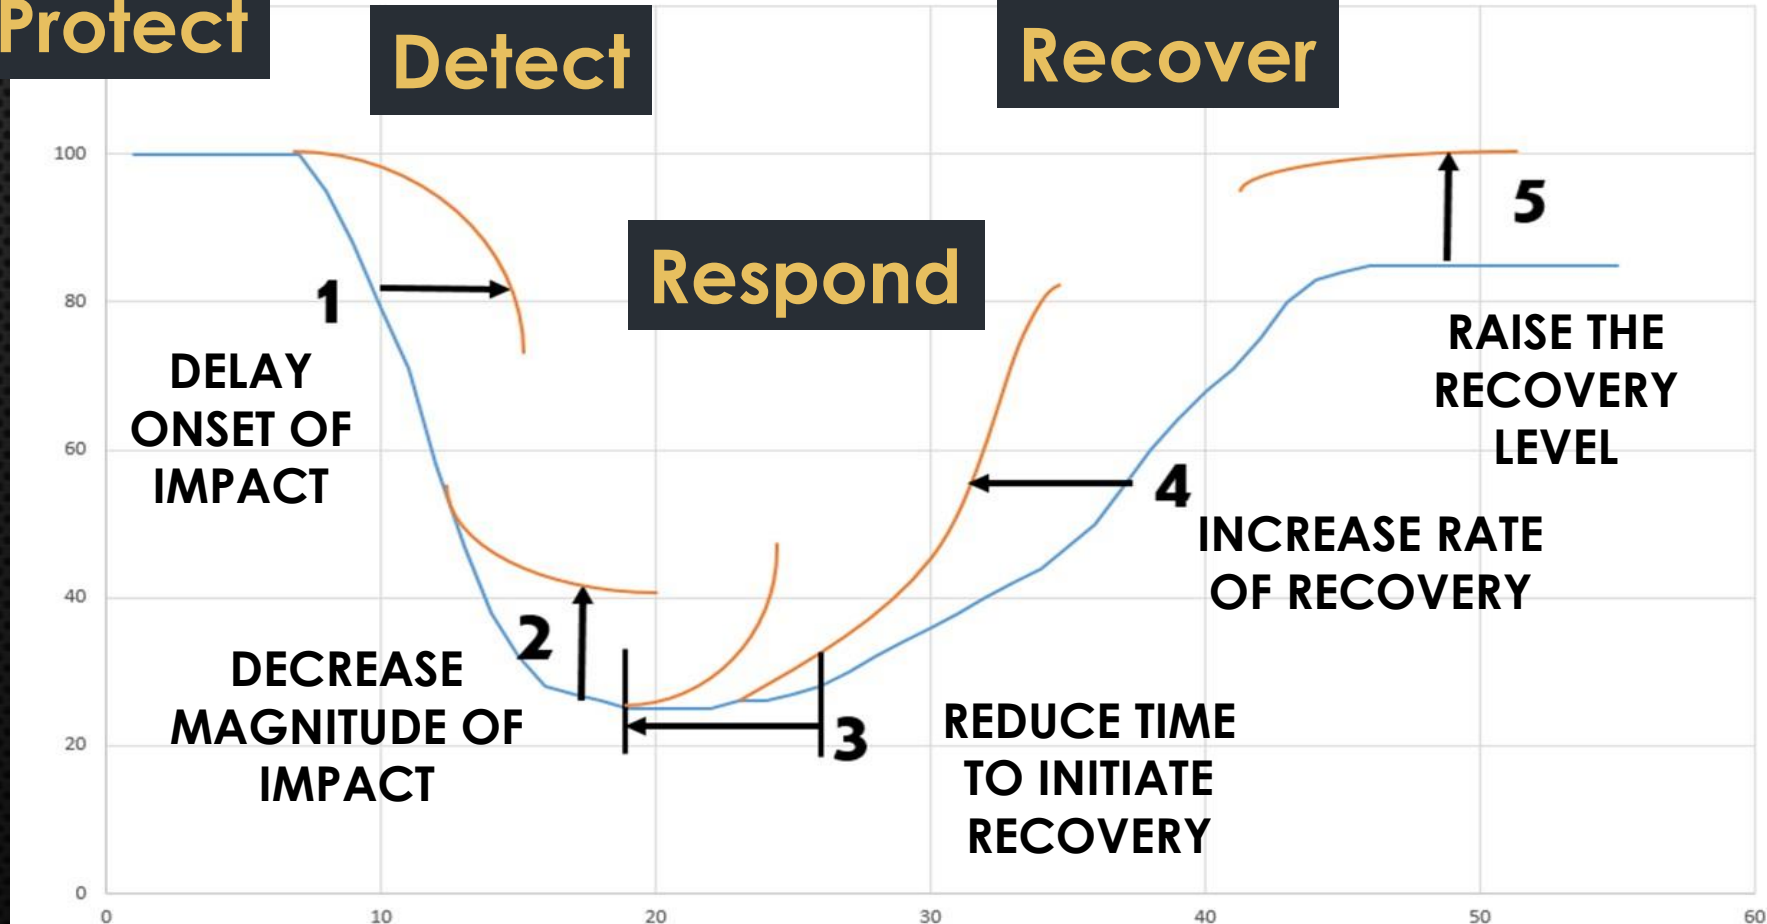 Protect
Detect
Recover
Respond
100
80
60
40
20
0
0
10
20
30
40
50
60
1
DELAY
ONSET OF
IMPACT
2
DECREASE
MAGNITUDE OF
IMPACT
3
REDUCE TIME
TO INITIATE
RECOVERY
4
INCREASE RATE
OF RECOVERY
5
RAISE THE
RECOVERY
LEVEL